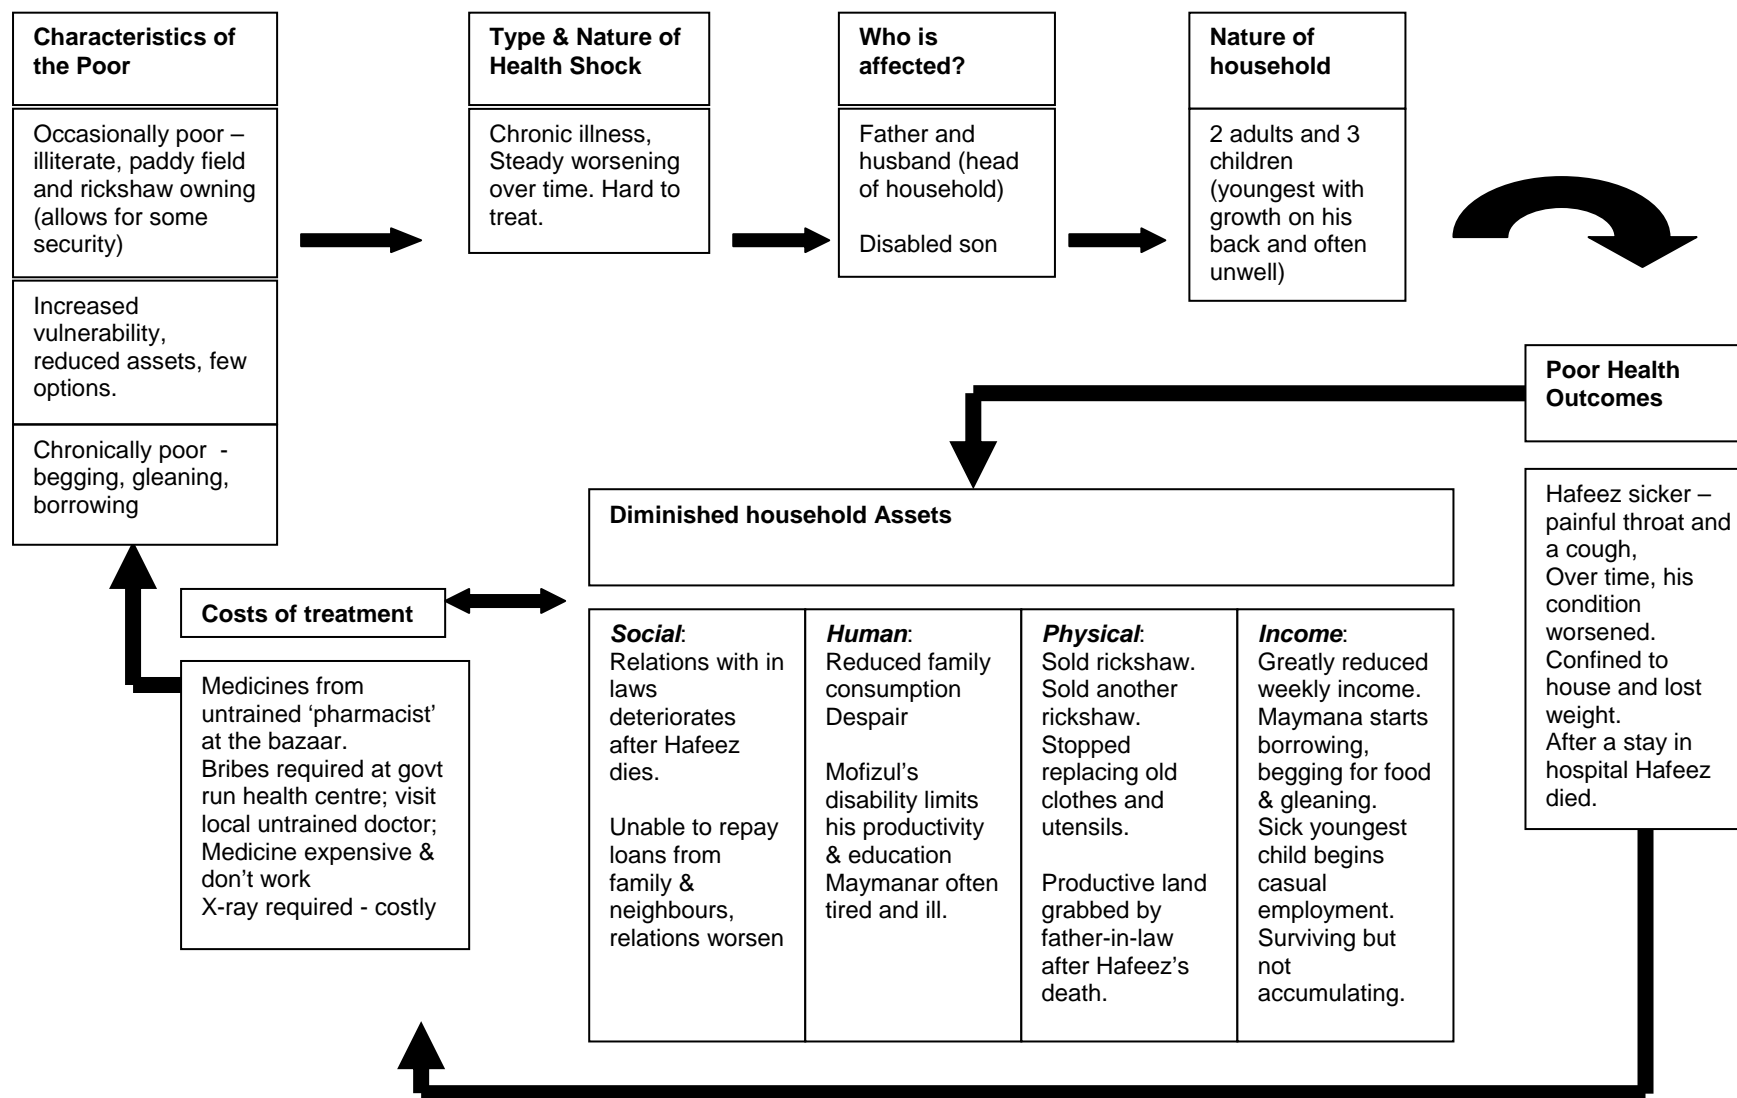 Characteristics of
the Poor
Occasionally poor –
illiterate, paddy field
and rickshaw owning
(allows for some
security)
Increased
vulnerability,
reduced assets, few
options.
Chronically poor  -
begging, gleaning,
borrowing
Type & Nature of
Health Shock
Chronic illness,
Steady worsening
over time. Hard to
treat.
Who is
affected?
Father and
husband (head
of household)
Disabled son
Nature of
household
2 adults and 3
children
(youngest with
growth on his
back and often
unwell)
Poor Health
Outcomes
Hafeez sicker –
painful throat and
a cough,
Over time, his
condition
worsened.
Confined to
house and lost
weight.
After a stay in
hospital Hafeez
died.
Diminished household Assets
Social:
Relations with in
laws
deteriorates
after Hafeez
dies.
Unable to repay
loans from
family &
neighbours,
relations worsen
Human:
Reduced family
consumption
Despair
Mofizul’s
disability limits
his productivity
& education
Maymanar often
tired and ill.
Physical:
Sold rickshaw.
Sold another
rickshaw.
Stopped
replacing old
clothes and
utensils.
Productive land
grabbed by
father-in-law
after Hafeez’s
death.
Income:
Greatly reduced
weekly income.
Maymana starts
borrowing,
begging for food
& gleaning.
Sick youngest
child begins
casual
employment.
Surviving but
not
accumulating.
Costs of treatment
Medicines from
untrained ‘pharmacist’
at the bazaar.
Bribes required at govt
run health centre; visit
local untrained doctor;
Medicine expensive &
don’t work
X-ray required - costly